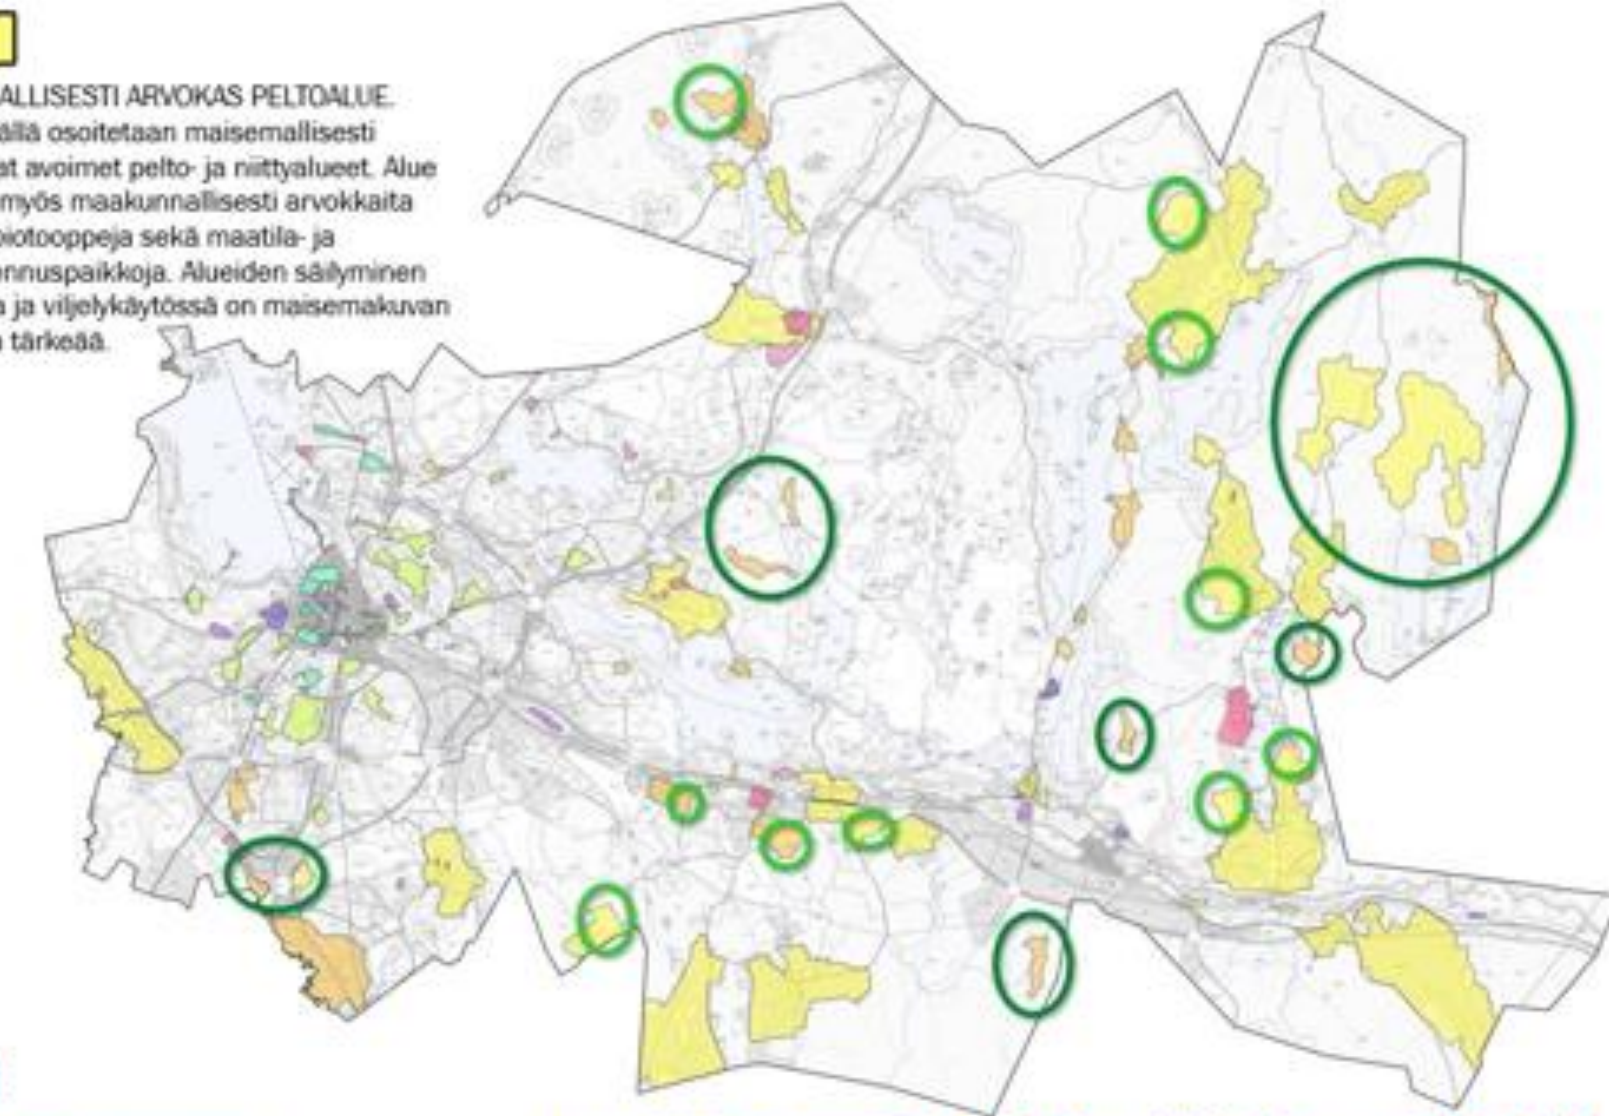 ALLISESTI ARVOKAS PELTOALUE.
ällä osoitetaan maisemallisesti
at avoimet pelto- ja niittyalueet. Alue
myös maakunnallisesti arvokkaita
biotooppeja sekä maatila- ja
ennuspaikkoja. Alueiden säilyminen
a ja viljelykäytössä on maisemakuvan
tärkeää.